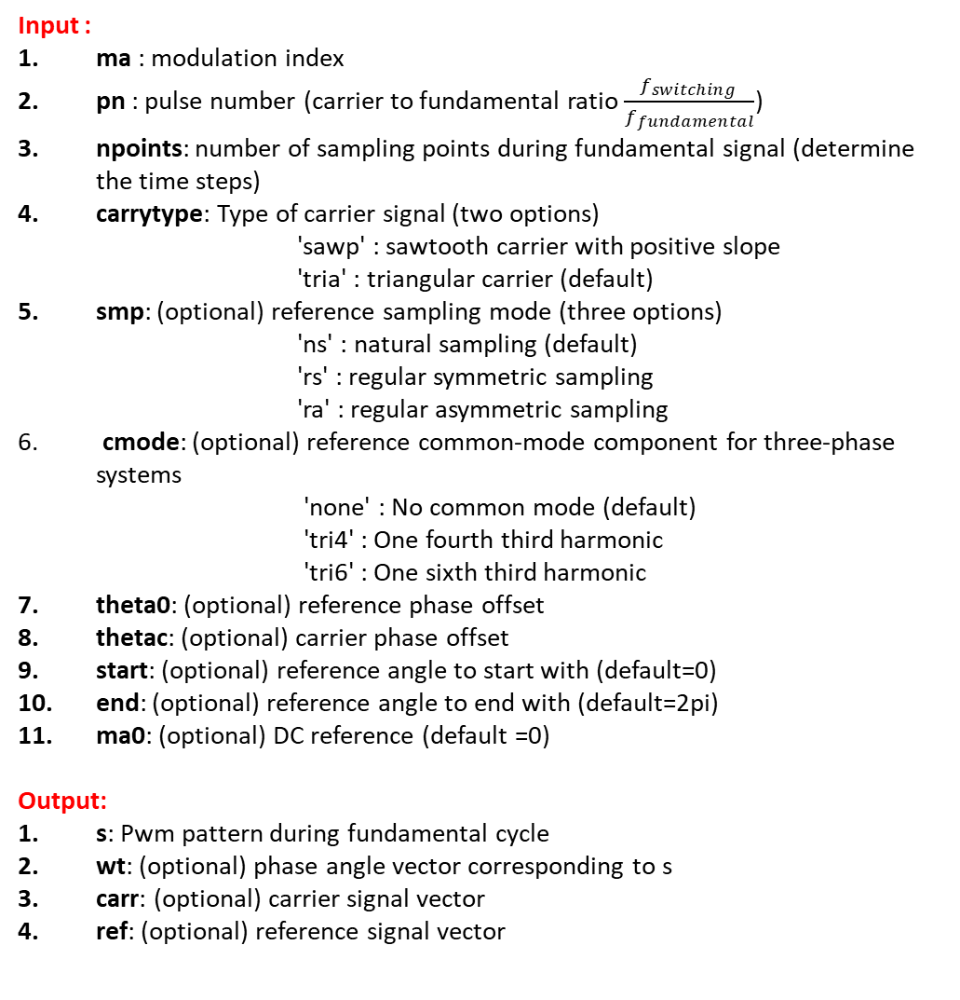 Input :
1. ma : modulation index
2. pn : pulse number (carrier to fundamental ratio f switching / f fundamental)
3. npoints: number of sampling points during fundamental signal (determine
the time steps)
4. carrytype: Type of carrier signal (two options)
'sawp' : sawtooth carrier with positive slope
'tria' : triangular carrier (default)
5. smp: (optional) reference sampling mode (three options)
'ns' : natural sampling (default)
'rs' : regular symmetric sampling
'ra' : regular asymmetric sampling
6. cmode: (optional) reference common-mode component for three-phase
systems
'none' : No common mode (default)
'tri4' : One fourth third harmonic
'tri6' : One sixth third harmonic
7. theta0: (optional) reference phase offset
8. thetac: (optional) carrier phase offset
9. start: (optional) reference angle to start with (default=0)
10. end: (optional) reference angle to end with (default=2pi)
11. ma0: (optional) DC reference (default =0)
Output:
1. s: Pwm pattern during fundamental cycle
2. wt: (optional) phase angle vector corresponding to s
3. carr: (optional) carrier signal vector
4. ref: (optional) reference signal vector